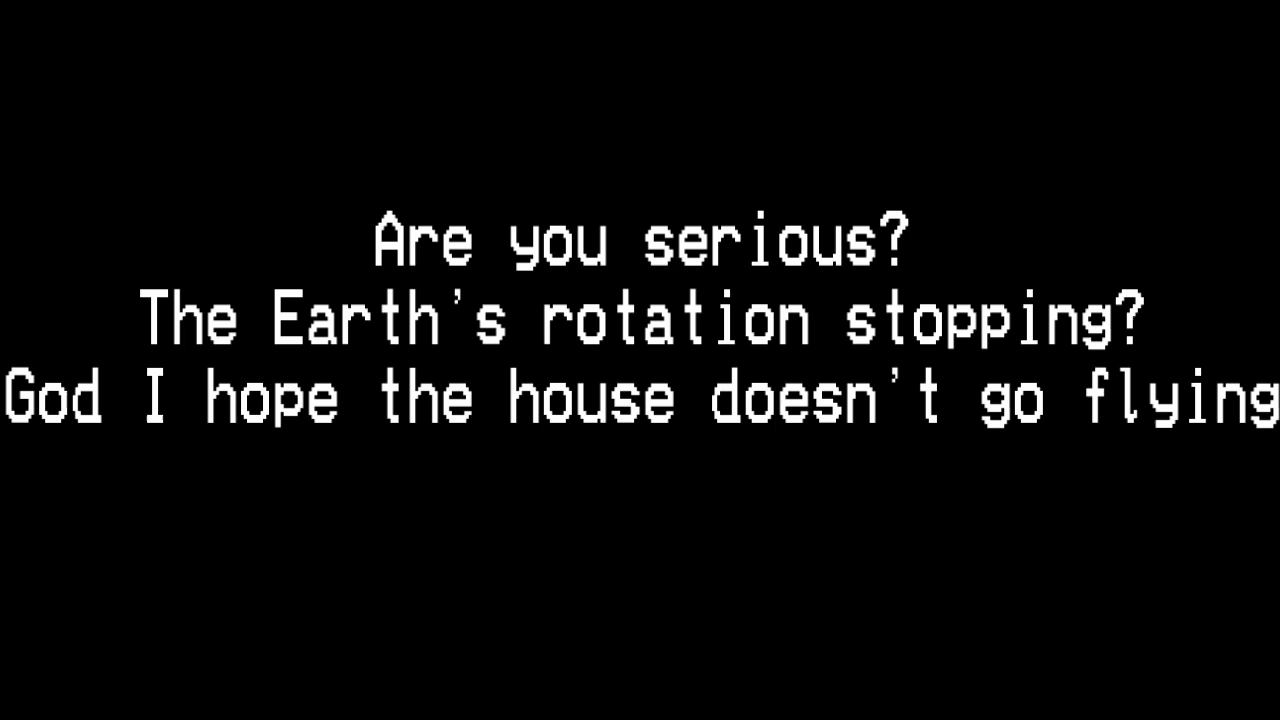 Are you serious?
The Earth's rotation stopping?
God I hope the house doesn't go flying